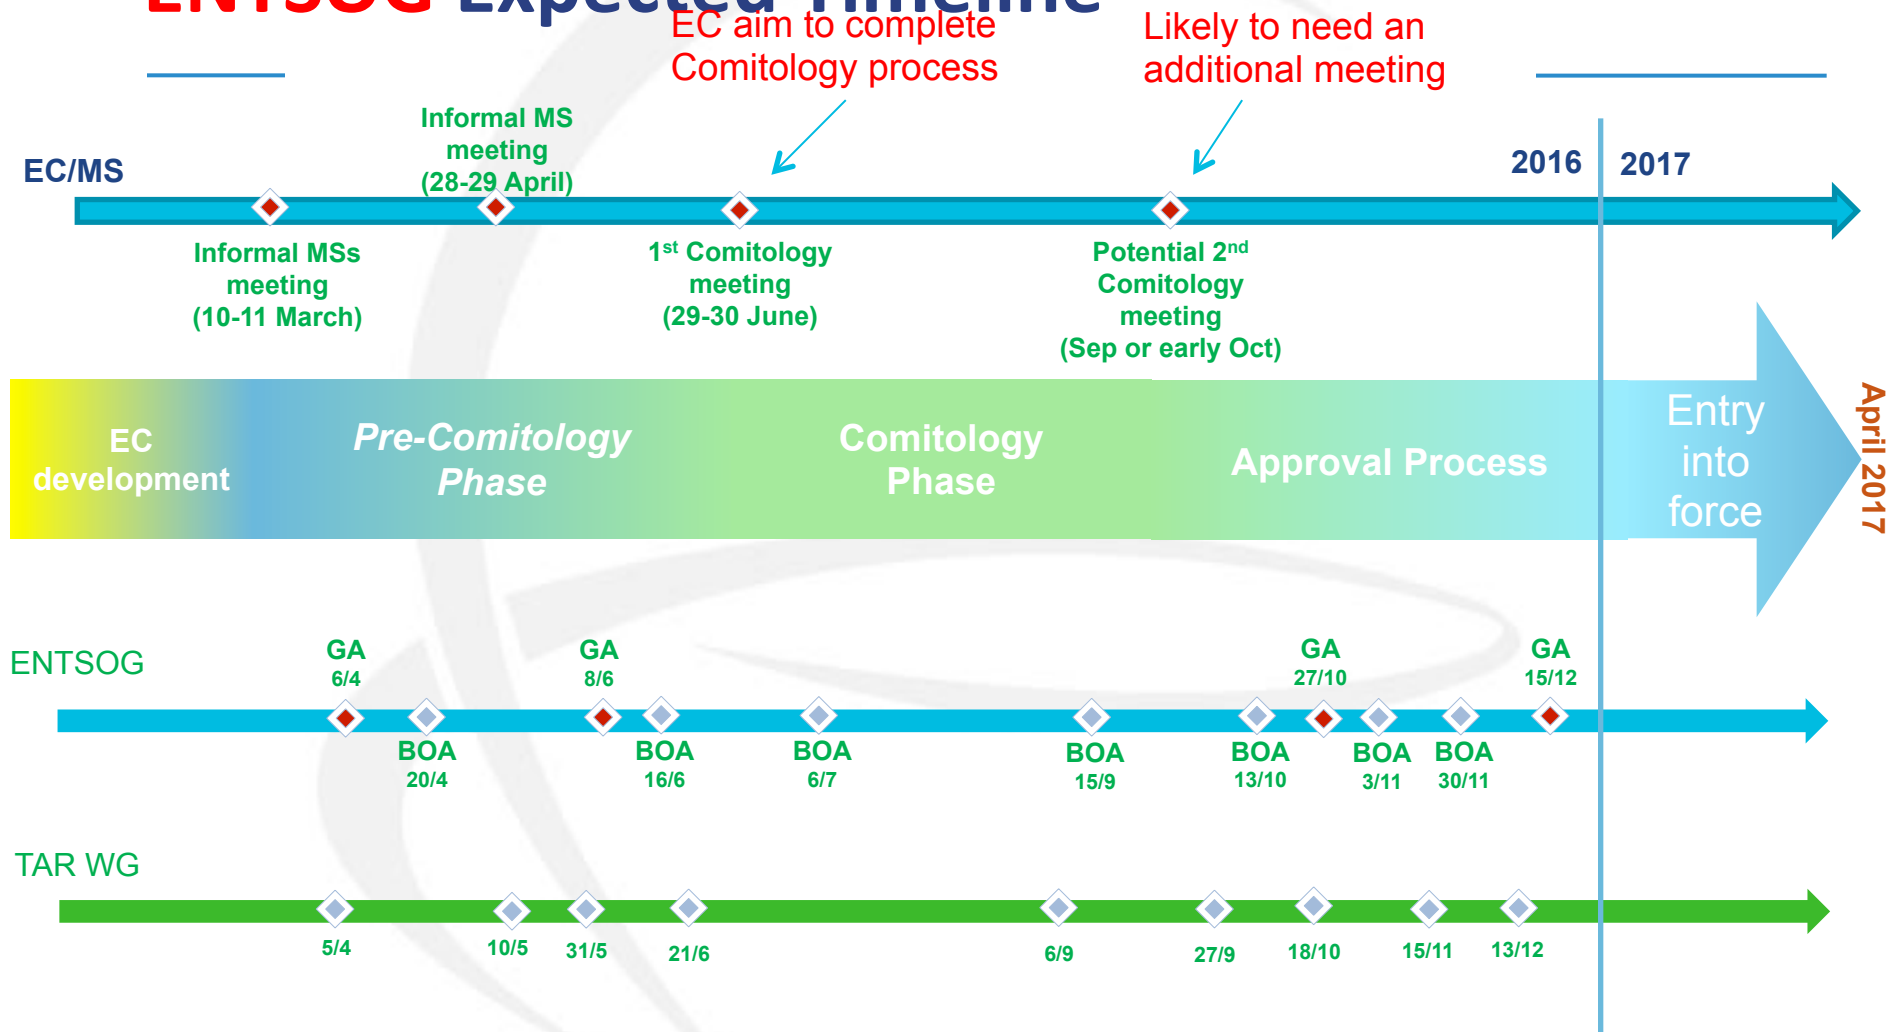 ENTSOG Expected Timeline
EC aim to complete
Comitology process
Likely to need an
additional meeting
Informal MS
meeting
(28-29 April)
EC/MS
2016
2017
Informal MSs
meeting
(10-11 March)
1st Comitology
meeting
(29-30 June)
Potential 2nd
Comitology
meeting
(Sep or early Oct)
EC
development
Pre-Comitology
Phase
Comitology
Phase
Approval Process
Entry
into
force
April 2017
ENTSOG
GA
6/4
GA
8/6
GA
27/10
GA
15/12
BOA
20/4
BOA
16/6
BOA
6/7
BOA
15/9
BOA
13/10
BOA
3/11
BOA
30/11
TAR WG
5/4
10/5
31/5
21/6
6/9
27/9
18/10
15/11
13/12